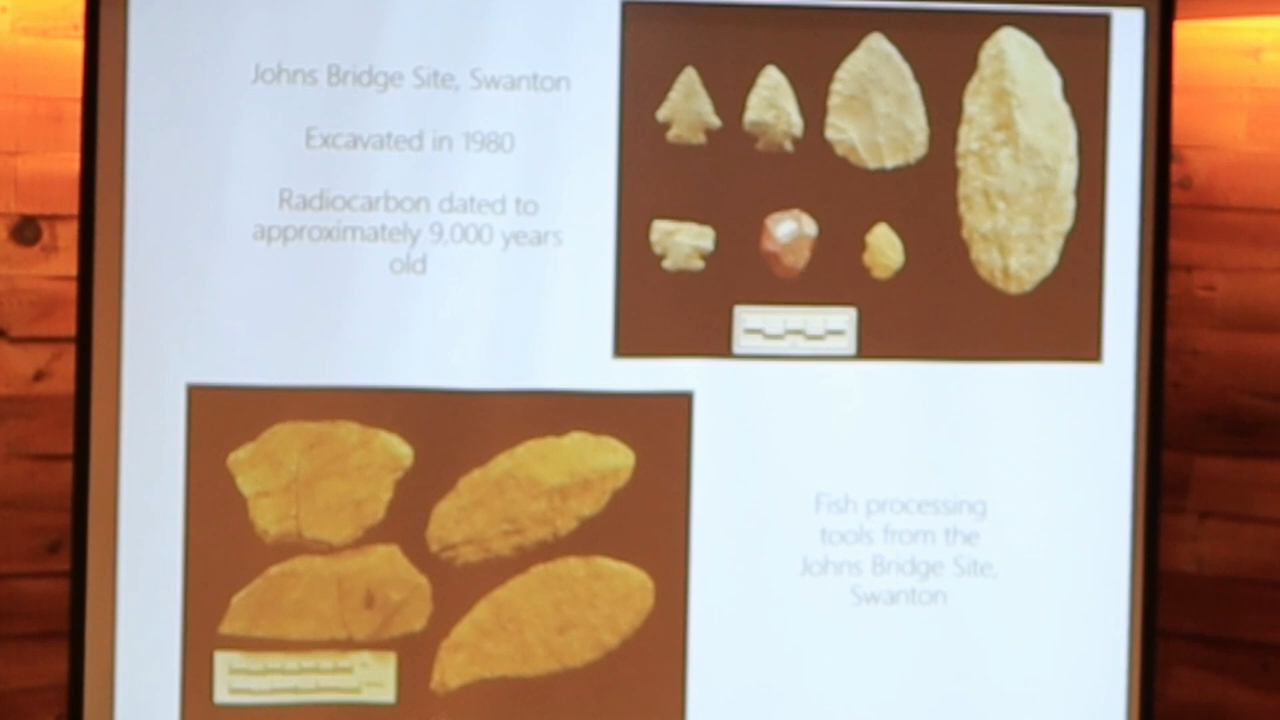 Johns Bridge Site, Swanton
Excavated in 1980
Radiocarbon dated to
approximately 9,000 years
old
Fish processing
tools from the
Johns Bridge Site,
Swanton